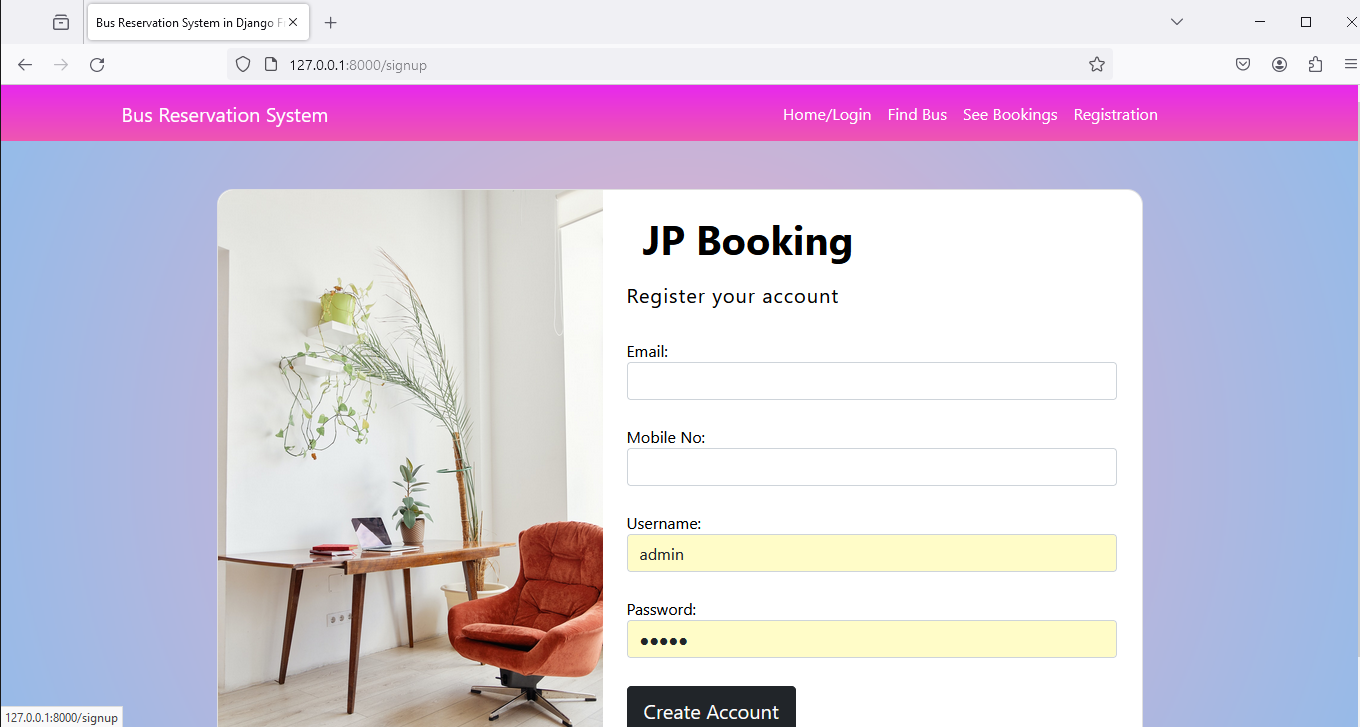 Bus Reservation System in Django F
127.0.0.1:8000/signup
Bus Reservation System
Home/Login Find Bus See Bookings Registration
JP Booking
Register your account
Email:
Mobile No:
Username:
admin
Password:
●●●●●
Create Account
127.0.0.1:8000/signup